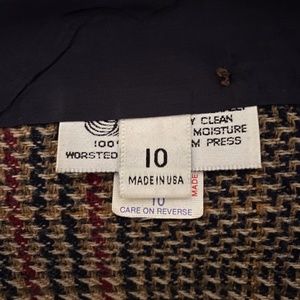 Y CLEAN
100% MOISTURE
WORSTED M PRESS
10
MADE IN USA
MADE
10
CARE ON REVERSE